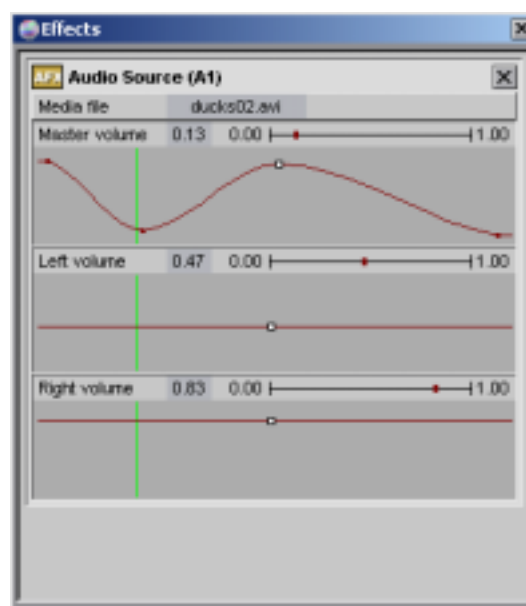 Effects
AFX Audio Source (A1)
Media file ducks02.avi
Master volume 0.13 0.00 1.00
Left volume 0.47 0.00 1.00
Right volume 0.83 0.00 1.00